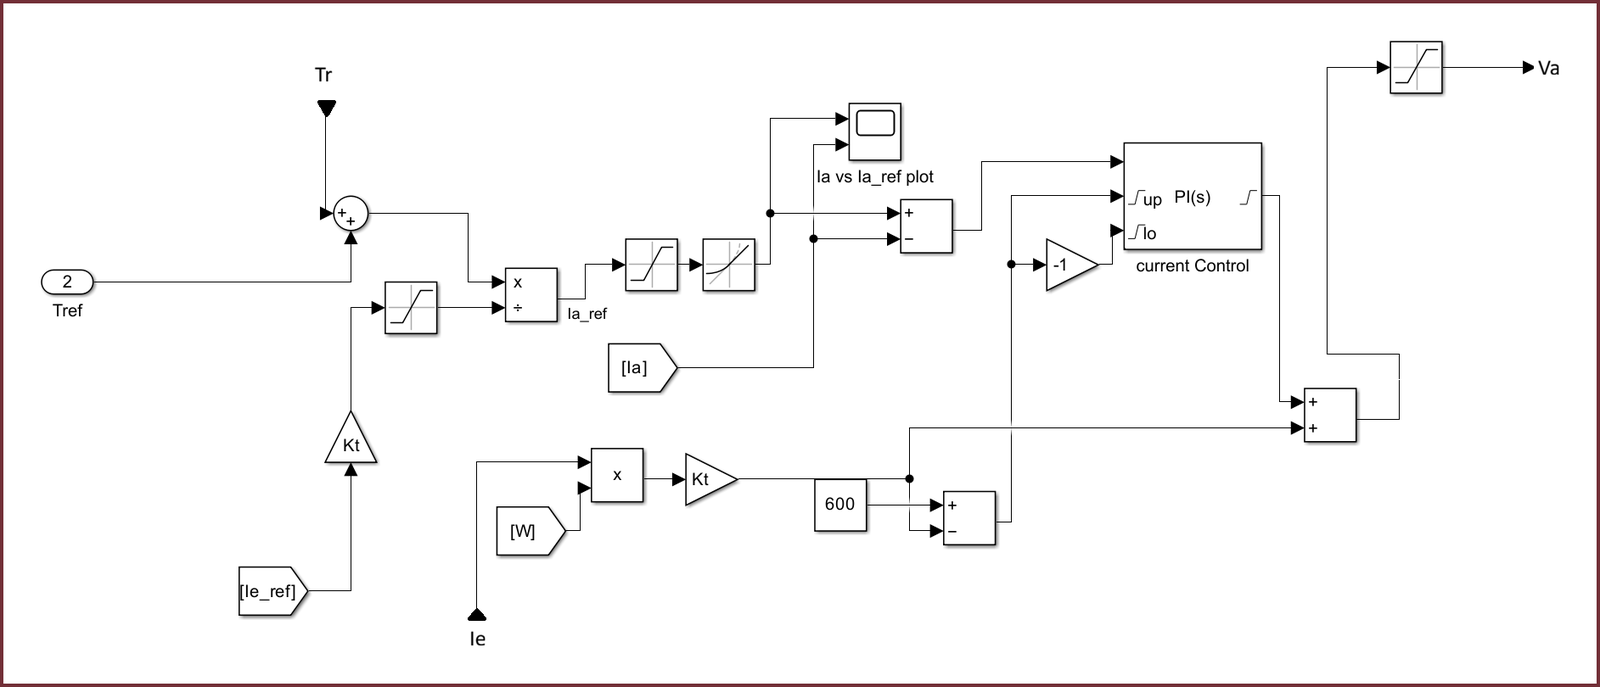 Tr
Va
Ia vs Ia_ref plot
+
+
+
−
up
PI(s)
lo
current Control
-1
2
Tref
x
÷
Ia_ref
[Ia]
+
+
Kt
x
Kt
[W]
600
+
−
[Ie_ref]
Ie